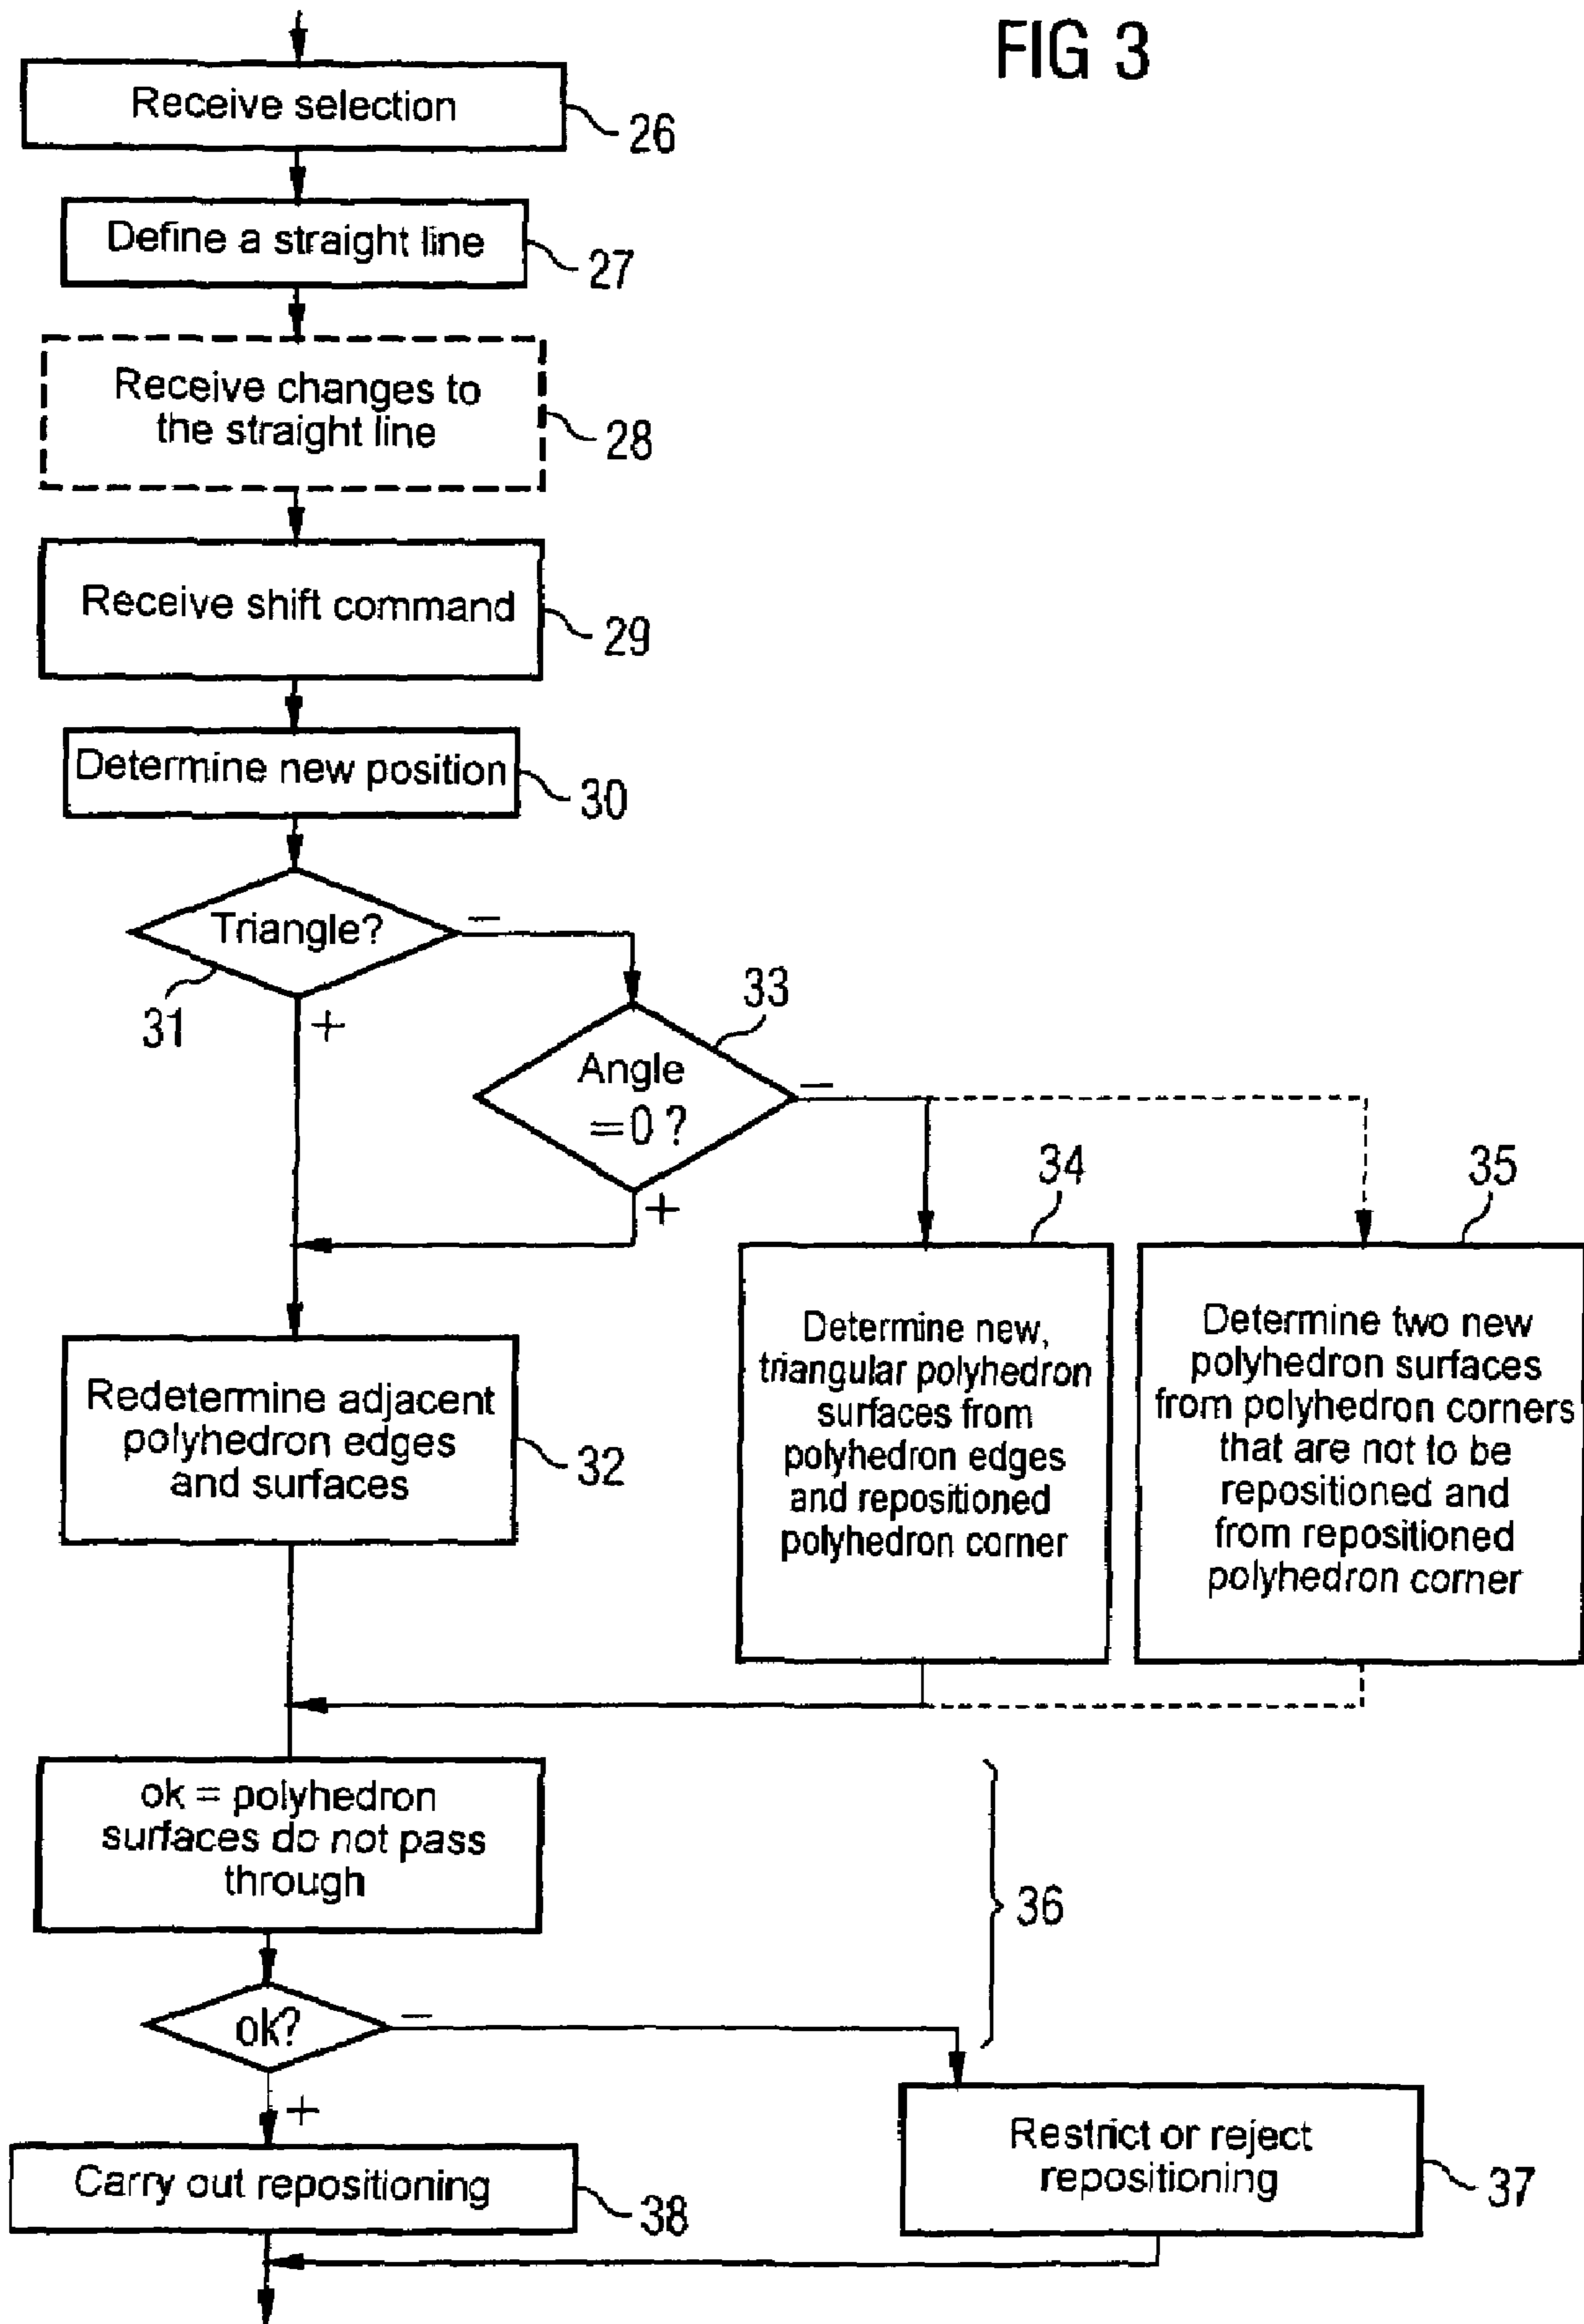 FIG 3
Receive selection
26
Define a straight line
27
Receive changes to
the straight line
28
Receive shift command
29
Determine new position
30
Triangle?
−
31
+
33
Angle
=0 ?
−
+
34
35
Determine new,
triangular polyhedron
surfaces from
polyhedron edges
and repositioned
polyhedron corner
Determine two new
polyhedron surfaces
from polyhedron corners
that are not to be
repositioned and
from repositioned
polyhedron corner
Redetermine adjacent
polyhedron edges
and surfaces
32
ok = polyhedron
surfaces do not pass
through
36
ok?
−
+
Restrict or reject
repositioning
37
Carry out repositioning
38